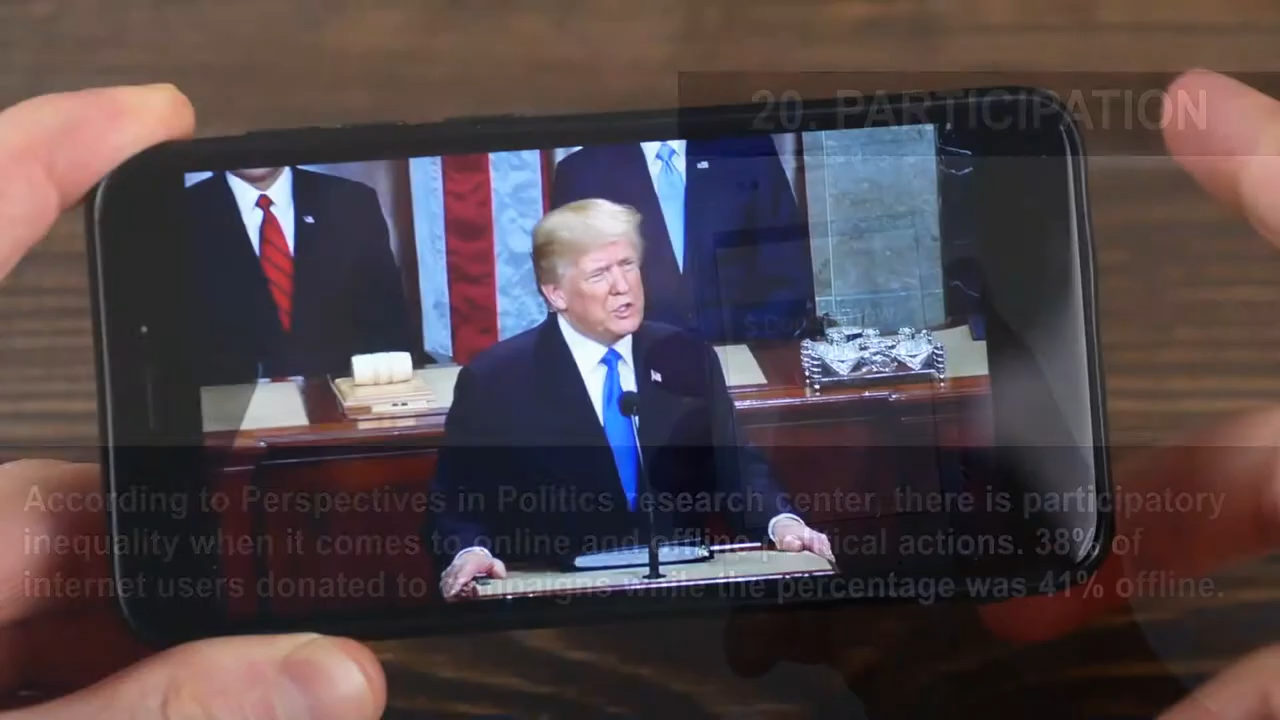 20. PARTICIPATION
According to Perspectives in Politics research center, there is participatory
inequality when it comes to online and offline political actions. 38% of
internet users donated to campaigns while the percentage was 41% offline.